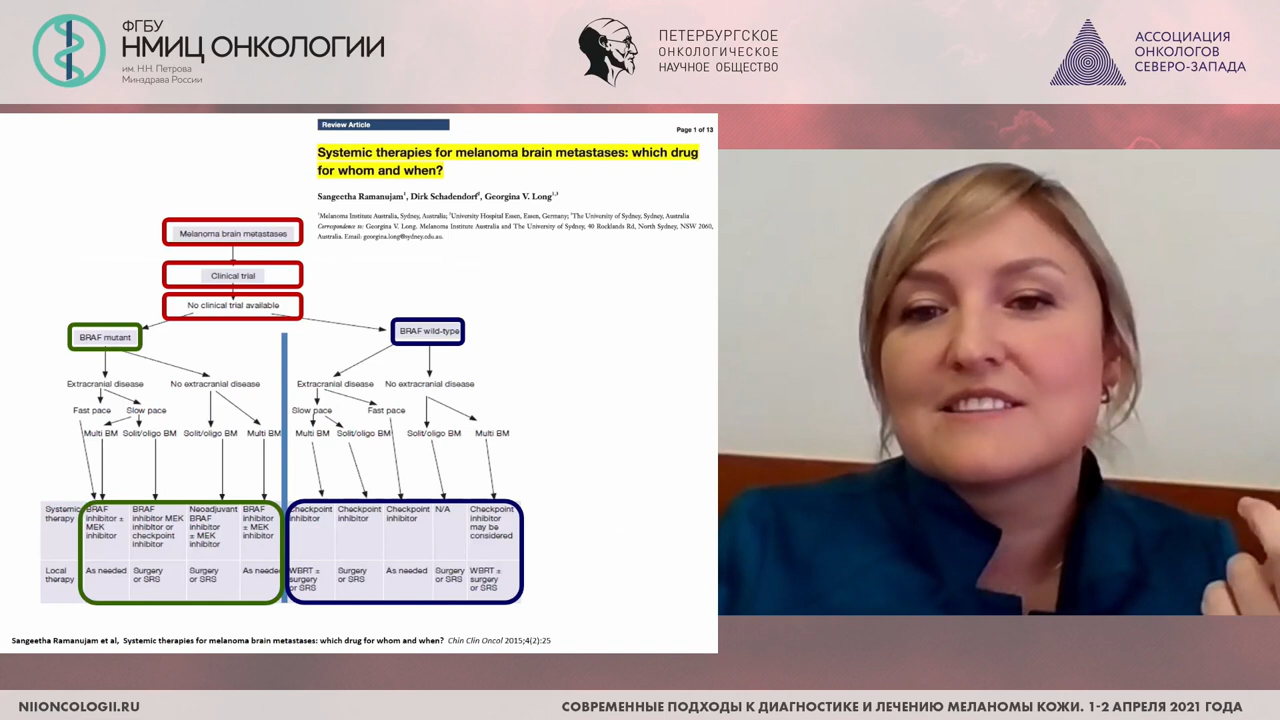 ФГБУ
НМИЦ ОНКОЛОГИИ
им. Н.Н. Петрова
Минздрава России
ПЕТЕРБУРГСКОЕ
ОНКОЛОГИЧЕСКОЕ
НАУЧНОЕ ОБЩЕСТВО
АССОЦИАЦИЯ
ОНКОЛОГОВ
СЕВЕРО-ЗАПАДА
Review Article
Page 1 of 13
Systemic therapies for melanoma brain metastases: which drug
for whom and when?
Sangeetha Ramanujam1, Dirk Schadendorf2, Georgina V. Long1,3
1Melanoma Institute Australia, Sydney, Australia; 2University Hospital Essen, Essen, Germany; 3The University of Sydney, Sydney, Australia
Correspondence to: Georgina V. Long. Melanoma Institute Australia and The University of Sydney, 40 Rocklands Rd, North Sydney, NSW 2060,
Australia. Email: georgina.long@sydney.edu.au.
Melanoma brain metastases
Clinical trial
No clinical trial available
BRAF mutant
BRAF wild-type
Extracranial disease
No extracranial disease
Extracranial disease
No extracranial disease
Fast pace
Slow pace
Slow pace
Fast pace
Multi BM
Solit/oligo BM
Solit/oligo BM
Multi BM
Multi BM
Solit/oligo BM
Solit/oligo BM
Multi BM
Systemic
therapy
BRAF
inhibitor ±
MEK
inhibitor
BRAF
inhibitor MEK
inhibitor or
checkpoint
inhibitor
Neoadjuvant
BRAF
inhibitor
± MEK
inhibitor
BRAF
inhibitor
± MEK
inhibitor
Checkpoint
inhibitor
Checkpoint
inhibitor
Checkpoint
inhibitor
N/A
Checkpoint
inhibitor
may be
considered
Local
therapy
As needed
Surgery
or SRS
Surgery
or SRS
As needed
WBRT ±
surgery
or SRS
Surgery
or SRS
As needed
Surgery
or SRS
WBRT ±
surgery
or SRS
Sangeetha Ramanujam et al, Systemic therapies for melanoma brain metastases: which drug for whom and when? Chin Clin Oncol 2015;4(2):25
NIIONCOLOGII.RU
СОВРЕМЕННЫЕ ПОДХОДЫ К ДИАГНОСТИКЕ И ЛЕЧЕНИЮ МЕЛАНОМЫ КОЖИ. 1-2 АПРЕЛЯ 2021 ГОДА